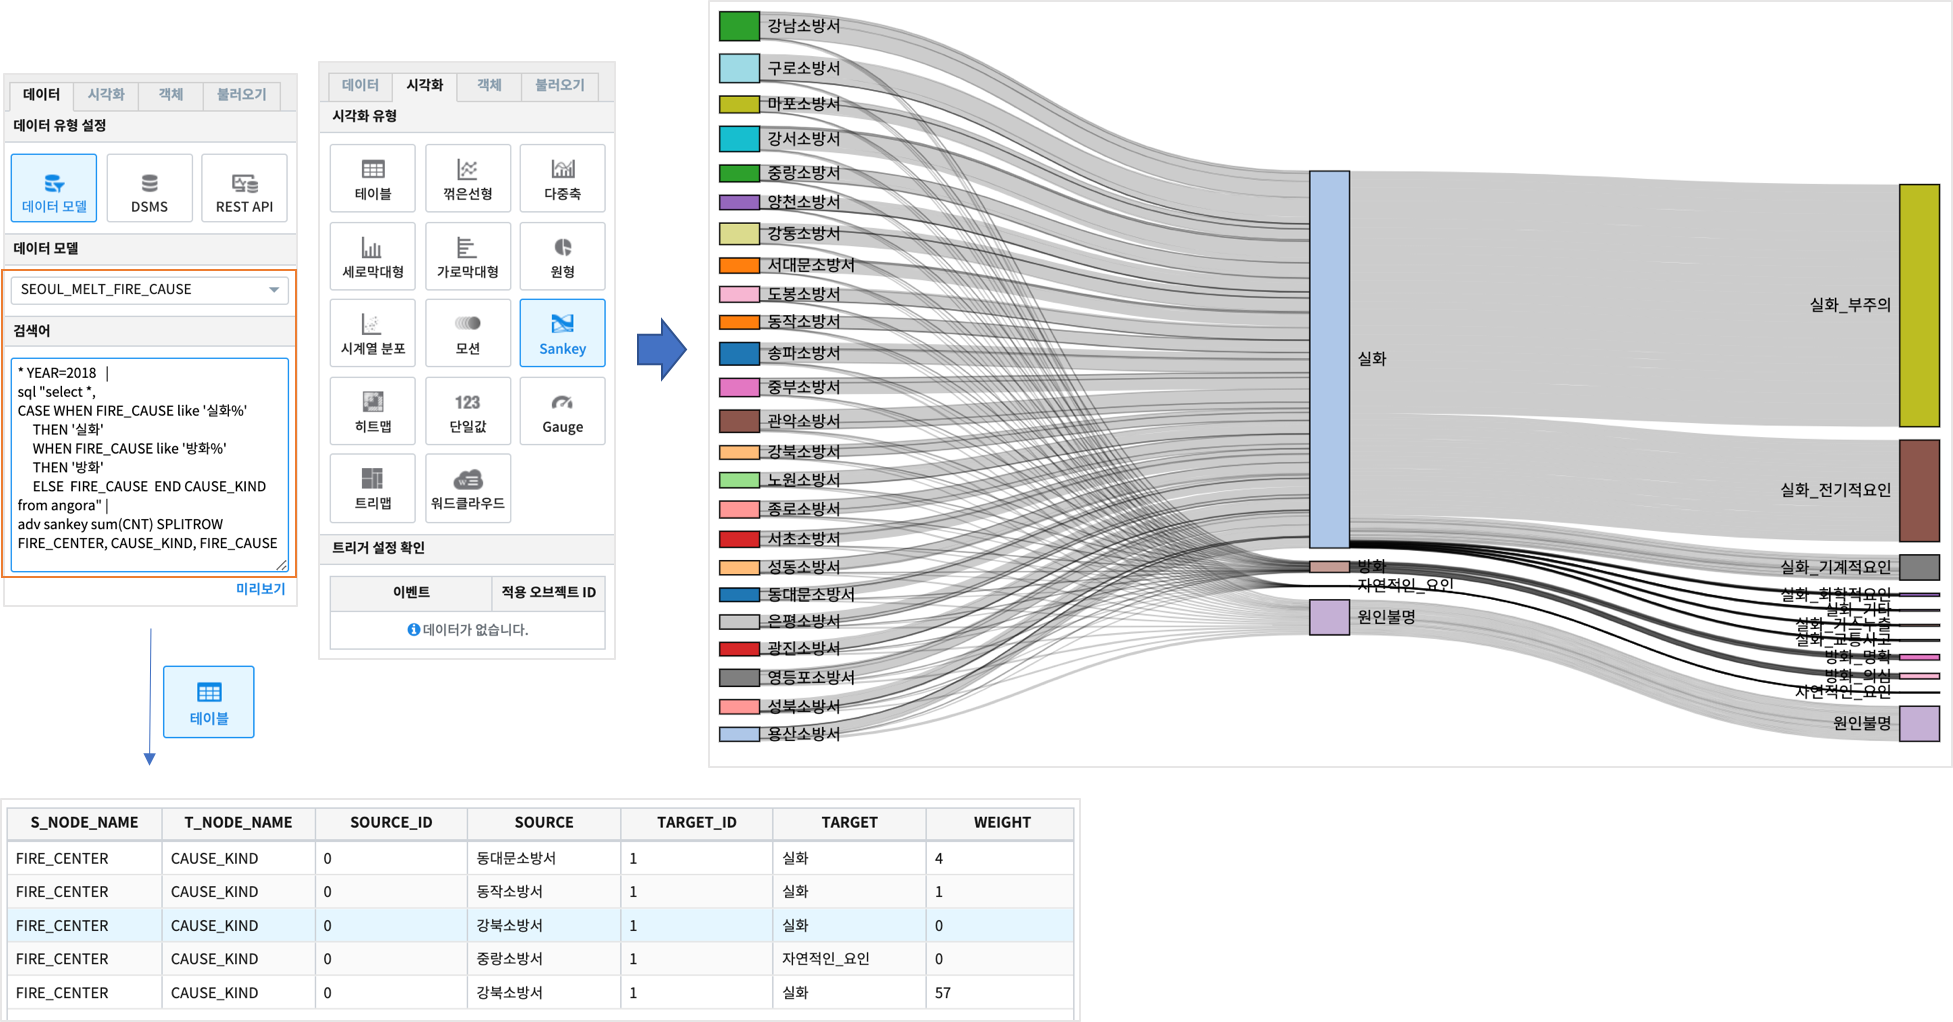 데이터 시각화 객체 불러오기
데이터 유형 설정
데이터 모델 DSMS REST API
데이터 모델
SEOUL_MELT_FIRE_CAUSE
검색어
* YEAR=2018 |
sql "select *,
CASE WHEN FIRE_CAUSE like '실화%'
THEN '실화'
WHEN FIRE_CAUSE like '방화%'
THEN '방화'
ELSE FIRE_CAUSE END CAUSE_KIND
from angora" |
adv sankey sum(CNT) SPLITROW
FIRE_CENTER, CAUSE_KIND, FIRE_CAUSE
미리보기
테이블
데이터 시각화 객체 불러오기
시각화 유형
테이블 꺾은선형 다중축
세로막대형 가로막대형 원형
시계열 분포 모션 Sankey
히트맵 123 단일값 Gauge
트리맵 W 워드클라우드
트리거 설정 확인
이벤트 적용 오브젝트 ID
데이터가 없습니다.
강남소방서
구로소방서
마포소방서
강서소방서
중랑소방서
양천소방서
강동소방서
서대문소방서
도봉소방서
동작소방서
송파소방서
중부소방서
관악소방서
강북소방서
노원소방서
종로소방서
서초소방서
성동소방서
동대문소방서
은평소방서
광진소방서
영등포소방서
성북소방서
용산소방서
실화
방화
자연적인_요인
원인불명
실화_부주의
실화_전기적요인
실화_기계적요인
실화_화학적요인
실화_기타
실화_가스누출
실화_교통사고
방화_명확
방화_의심
자연적인_요인
원인불명
S_NODE_NAME T_NODE_NAME SOURCE_ID SOURCE TARGET_ID TARGET WEIGHT
FIRE_CENTER CAUSE_KIND 0 동대문소방서 1 실화 4
FIRE_CENTER CAUSE_KIND 0 동작소방서 1 실화 1
FIRE_CENTER CAUSE_KIND 0 강북소방서 1 실화 0
FIRE_CENTER CAUSE_KIND 0 중랑소방서 1 자연적인_요인 0
FIRE_CENTER CAUSE_KIND 0 강북소방서 1 실화 57